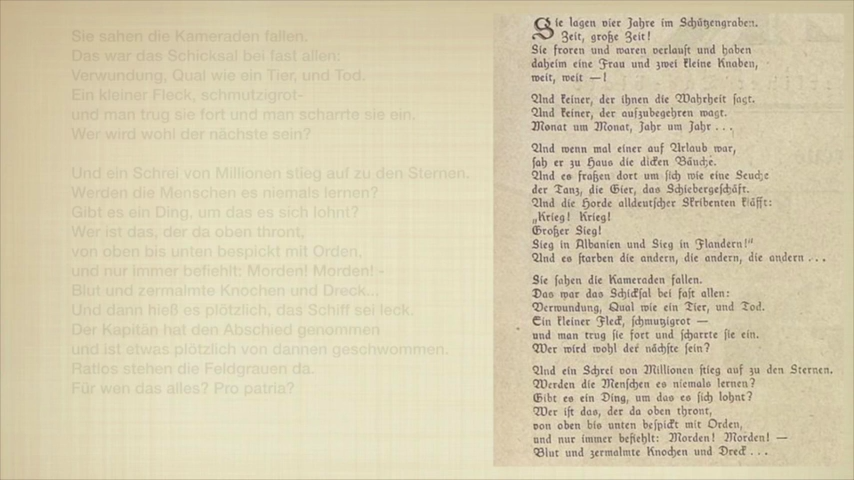 Sie sahen die Kameraden fallen.
Das war das Schicksal bei fast allen:
Verwundung, Qual wie ein Tier, und Tod.
Ein kleiner Fleck, schmutzigrot-
und man trug sie fort und man scharrte sie ein.
Wer wird wohl der nächste sein?
Und ein Schrei von Millionen stieg auf zu den Sternen.
Werden die Menschen es niemals lernen?
Gibt es ein Ding, um das es sich lohnt?
Wer ist das, der da oben thront,
von oben bis unten bespickt mit Orden,
und nur immer befiehlt: Morden! Morden! -
Blut und zermalmte Knochen und Dreck...
Und dann hieß es plötzlich, das Schiff sei leck.
Der Kapitän hat den Abschied genommen
und ist etwas plötzlich von dannen geschwommen.
Ratlos stehen die Feldgrauen da.
Für wen das alles? Pro patria?
Sie lagen vier Jahre im Schützengraben.
Zeit, große Zeit!
Sie froren und waren verlaust und haben
daheim eine Frau und zwei kleine Knaben,
weit, weit —!
Und keiner, der ihnen die Wahrheit sagt.
Und keiner, der aufzubegehren wagt.
Monat um Monat, Jahr um Jahr ...
Und wenn mal einer auf Urlaub war,
sah er zu Haus die dicken Bäuche.
Und es fraßen dort um sich wie eine Seuche
der Tanz, die Gier, das Schiebergeschäft.
Und die Horde alldeutscher Skribenten kläfft:
„Krieg! Krieg!
Großer Sieg!
Sieg in Albanien und Sieg in Flandern!“
Und es starben die andern, die andern, die andern ...
Sie sahen die Kameraden fallen.
Das war das Schicksal bei fast allen:
Verwundung, Qual wie ein Tier, und Tod.
Ein kleiner Fleck, schmutzigrot —
und man trug sie fort und scharrte sie ein.
Wer wird wohl der nächste sein?
Und ein Schrei von Millionen stieg auf zu den Sternen.
Werden die Menschen es niemals lernen?
Gibt es ein Ding, um das es sich lohnt?
Wer ist das, der da oben thront,
von oben bis unten bespickt mit Orden,
und nur immer befiehlt: Morden! Morden! —
Blut und zermalmte Knochen und Dreck ...